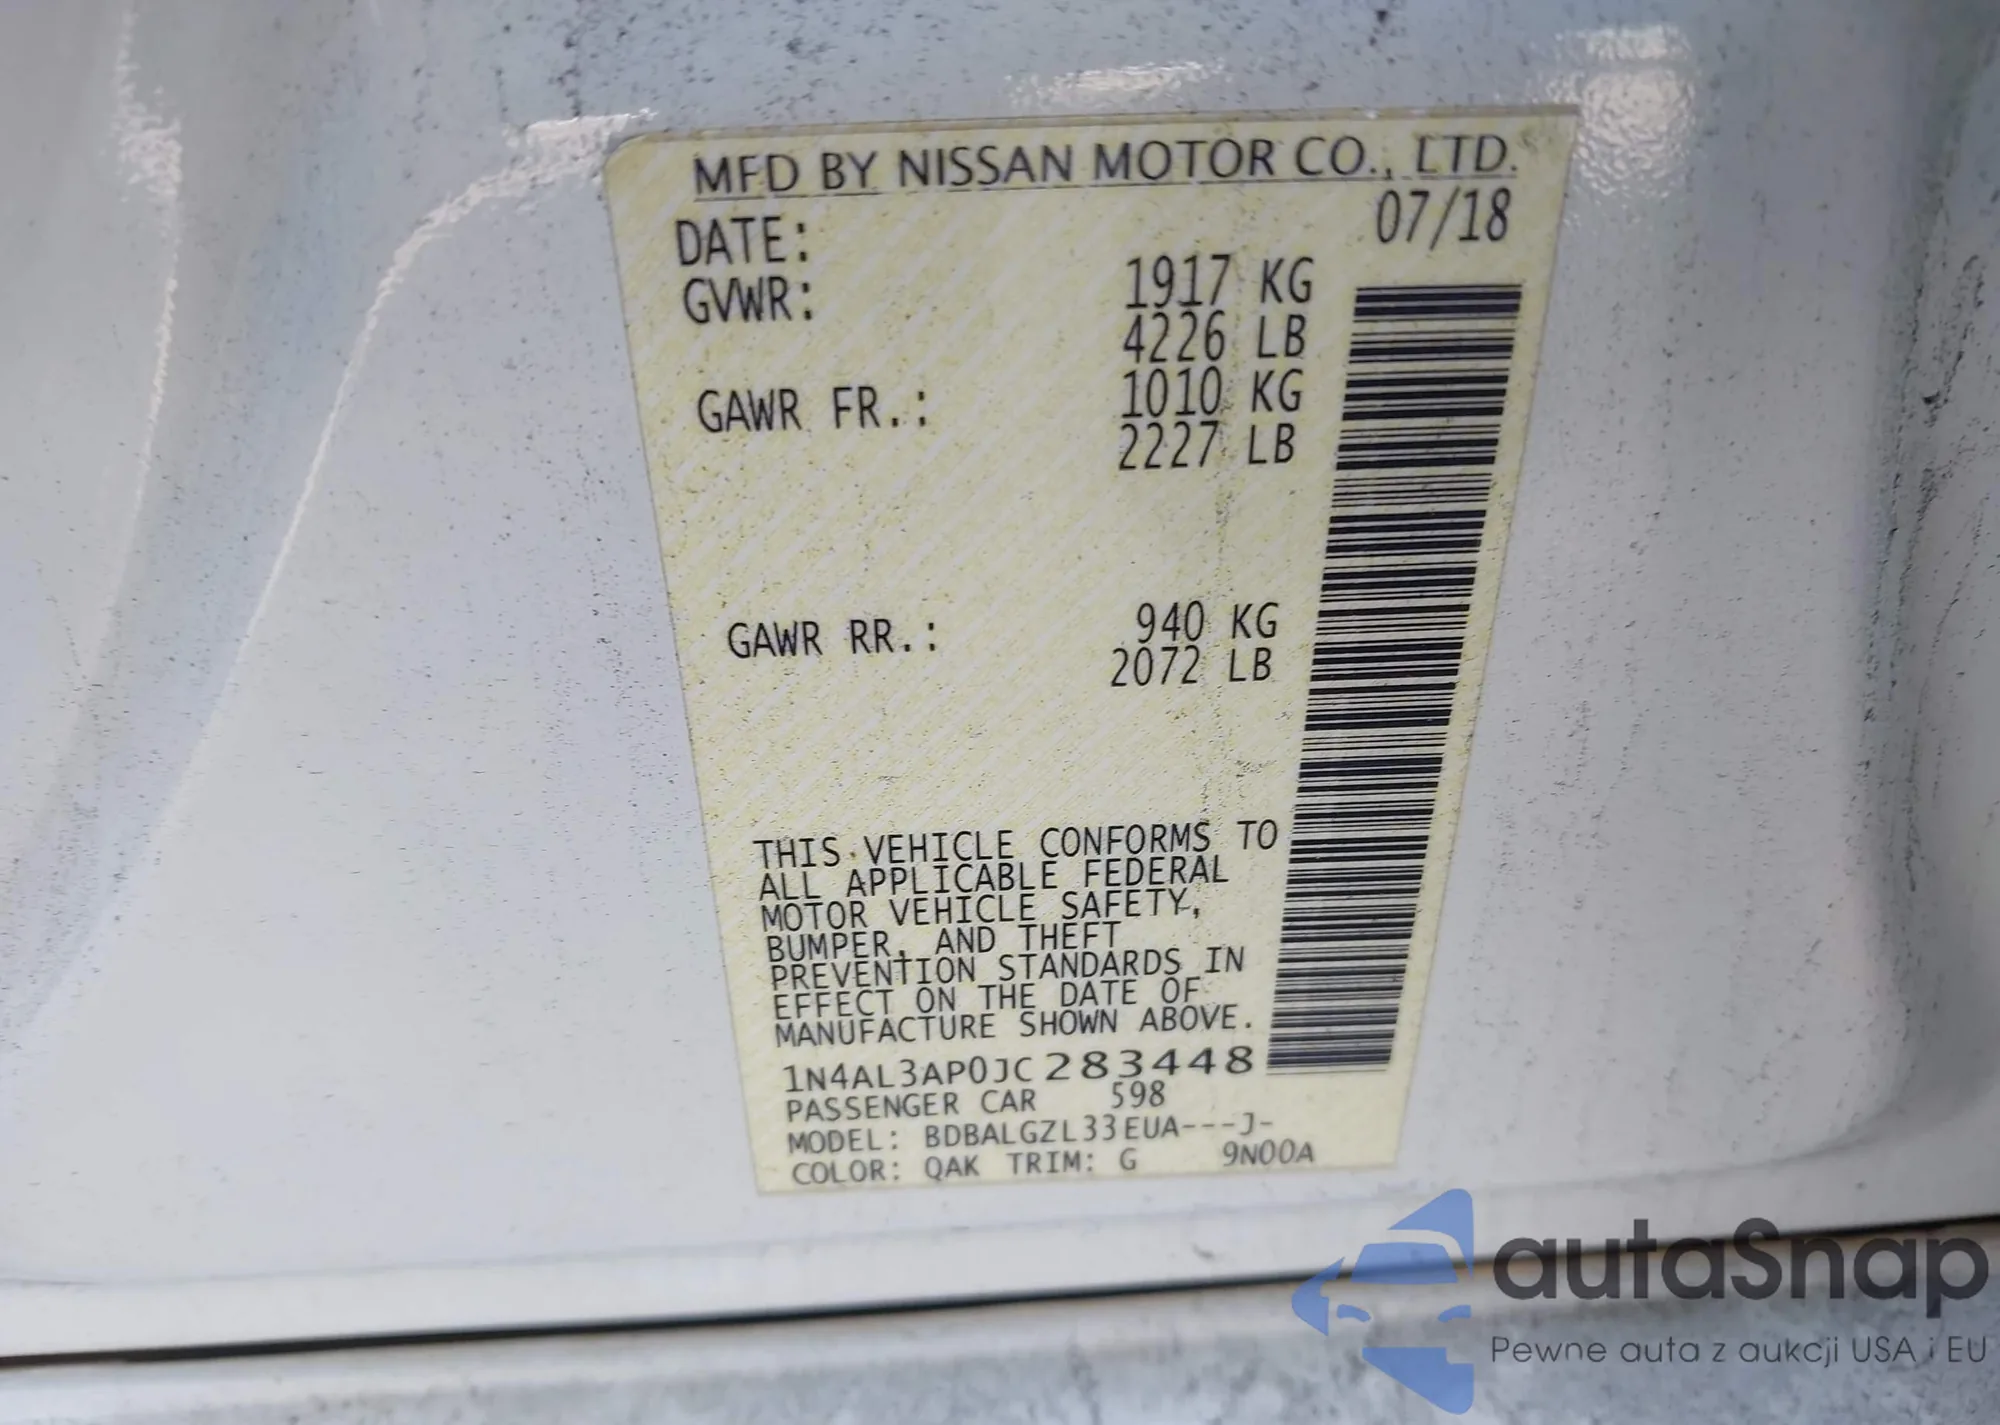 MFD BY NISSAN MOTOR CO., LTD.
DATE: 07/18
GVWR: 1917 KG
4226 LB
GAWR FR.: 1010 KG
2227 LB
GAWR RR.: 940 KG
2072 LB
THIS VEHICLE CONFORMS TO
ALL APPLICABLE FEDERAL
MOTOR VEHICLE SAFETY,
BUMPER, AND THEFT
PREVENTION STANDARDS IN
EFFECT ON THE DATE OF
MANUFACTURE SHOWN ABOVE.
1N4AL3AP0JC283448
PASSENGER CAR 598
MODEL: BDBALGZL33EUA---J-
COLOR: QAK TRIM: G 9N00A
autaSnap
Pewne auta z aukcji USA i EU